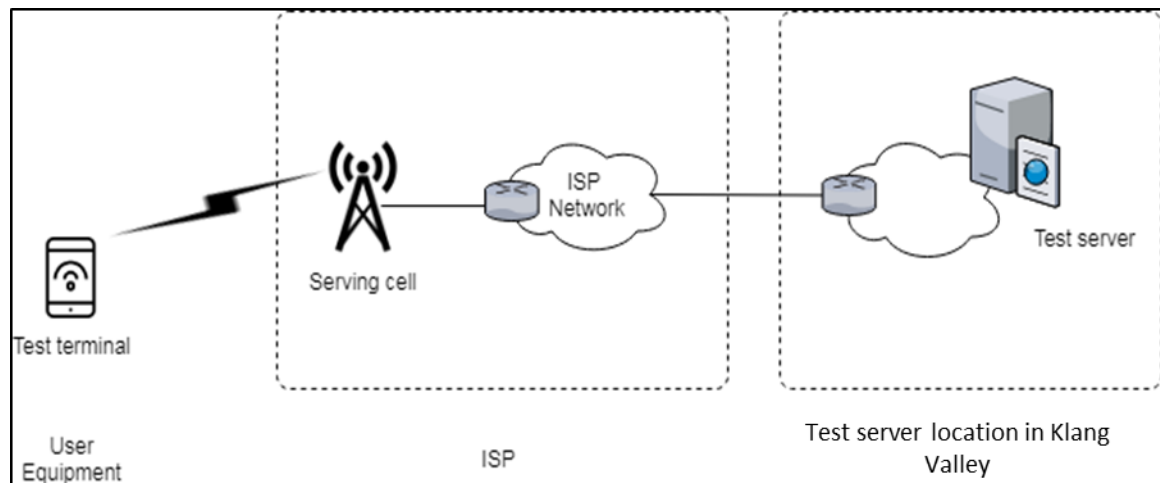 ISP
Network
Serving cell
Test server
Test terminal
User
Equipment
ISP
Test server location in Klang
Valley